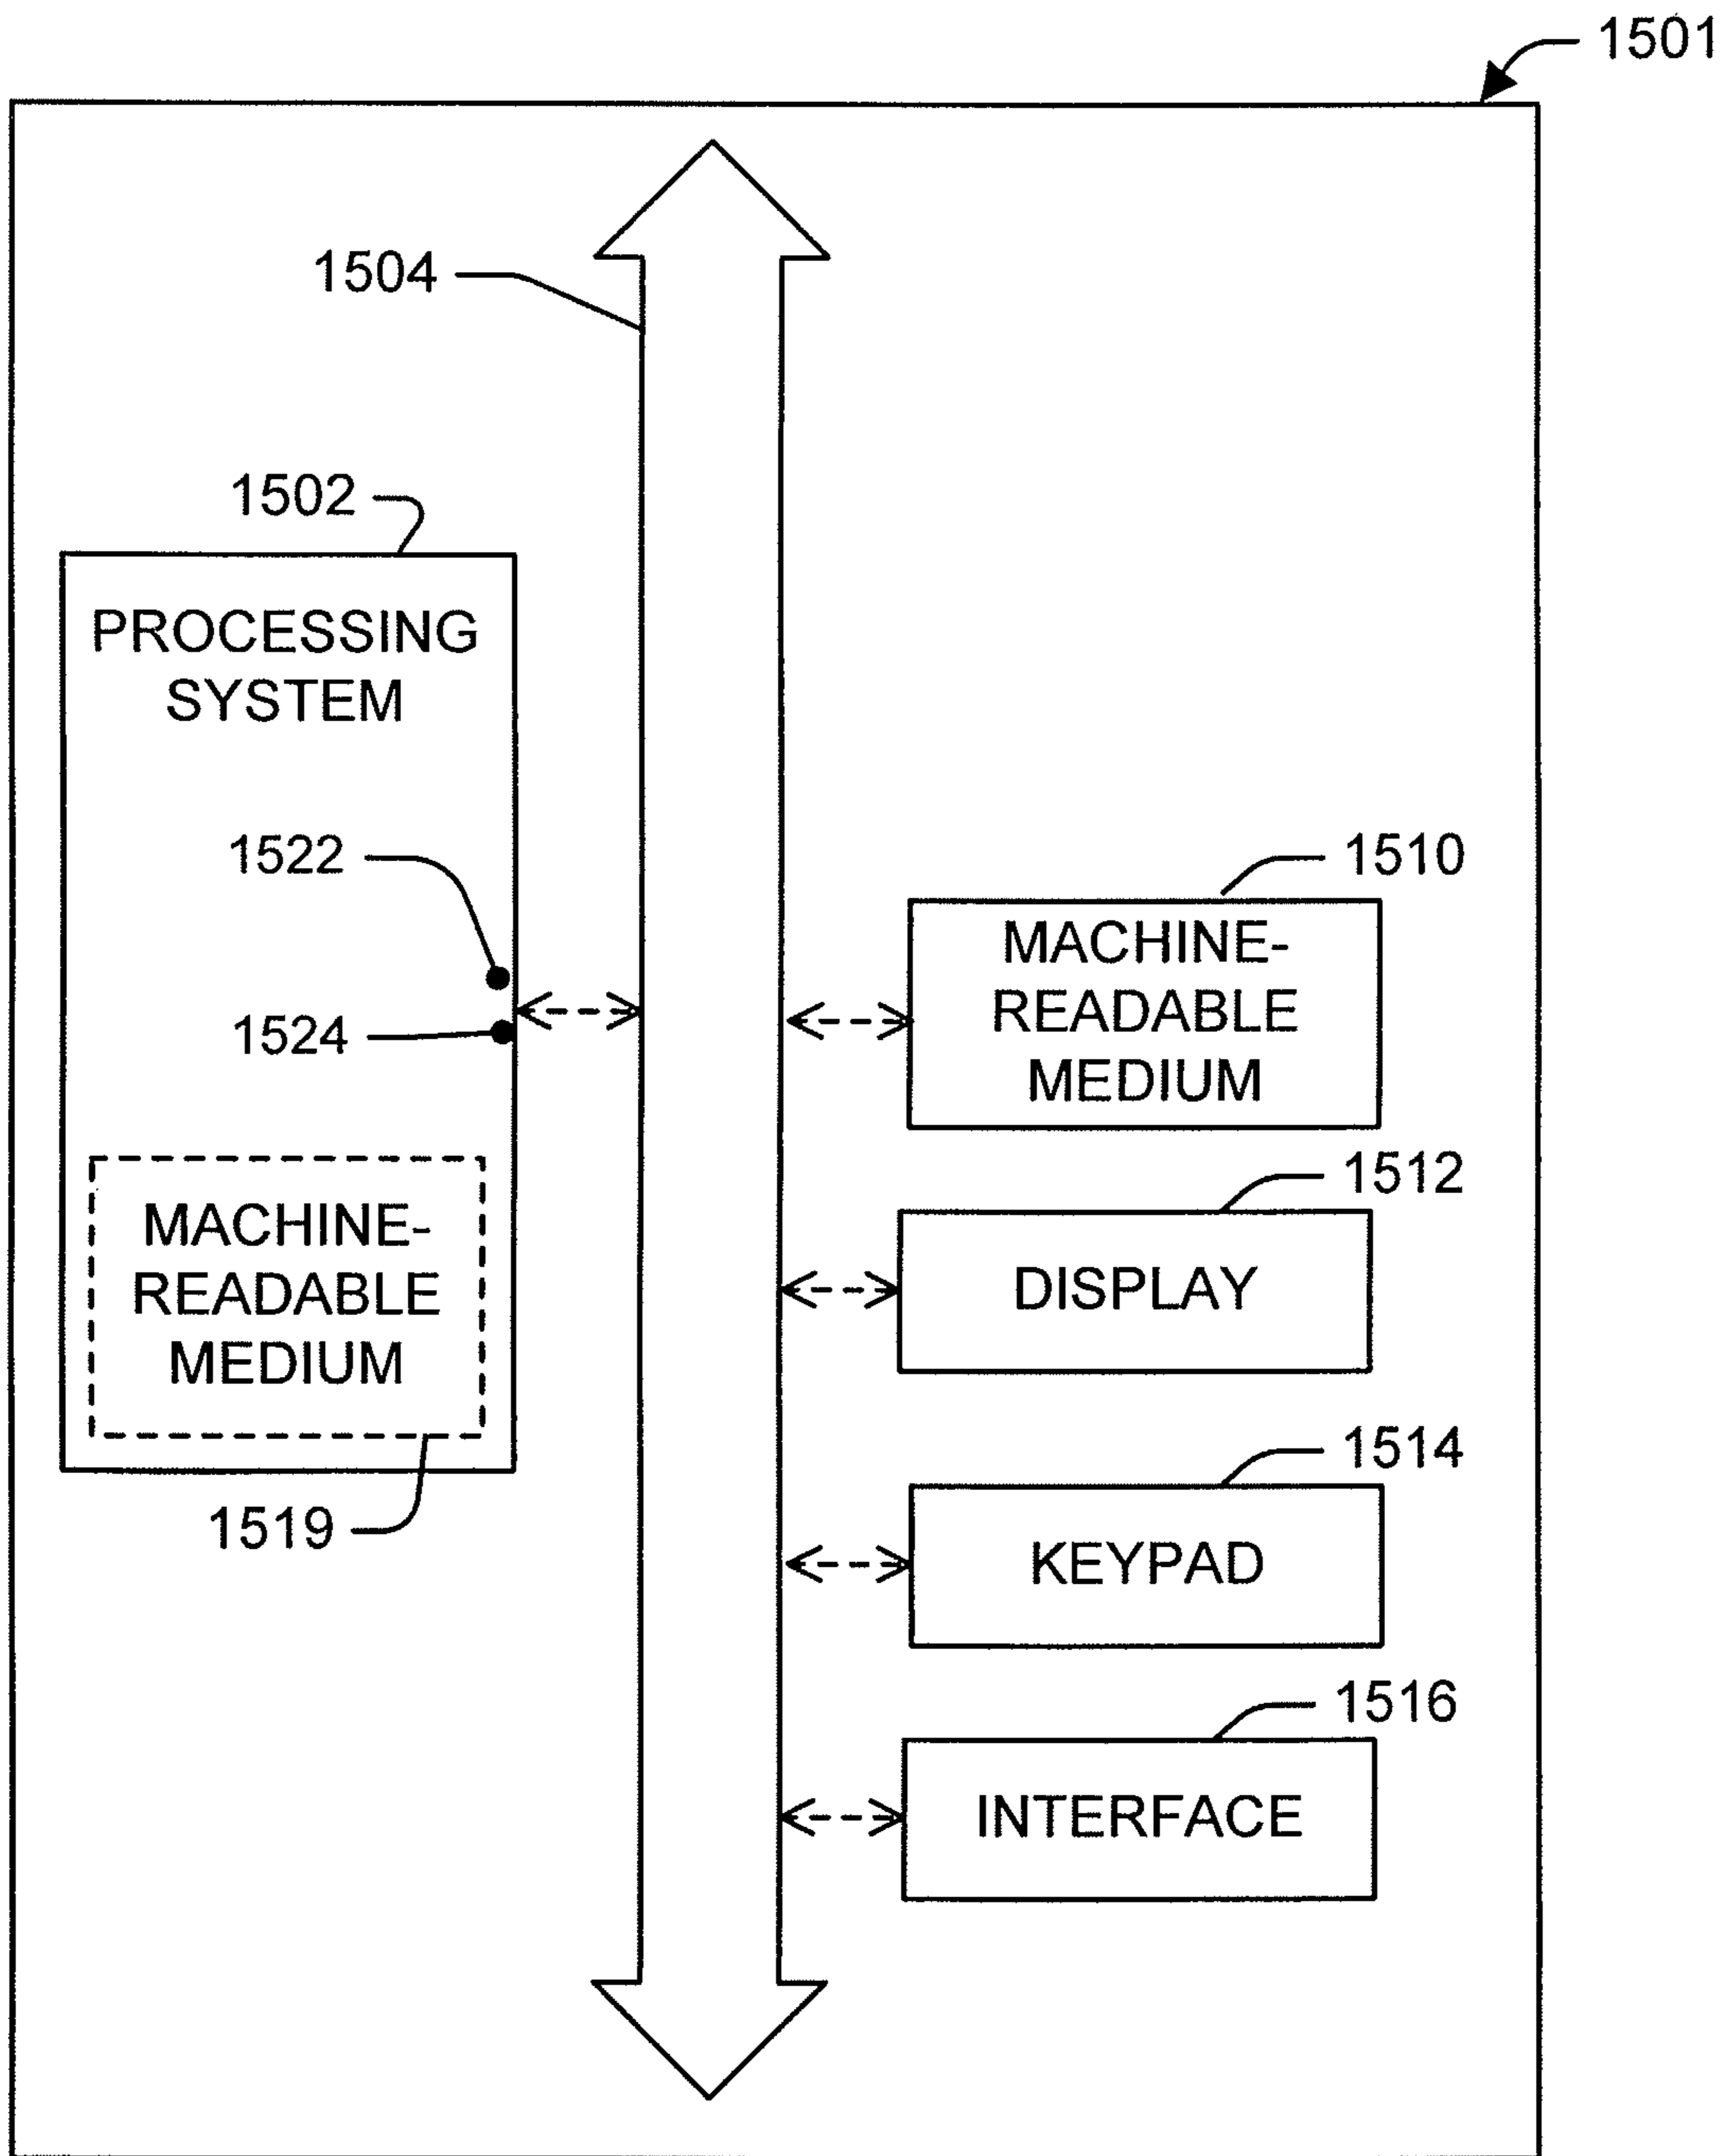 1501
1504
1502
PROCESSING
SYSTEM
1522
1524
MACHINE-
READABLE
MEDIUM
1519
1510
MACHINE-
READABLE
MEDIUM
1512
DISPLAY
1514
KEYPAD
1516
INTERFACE